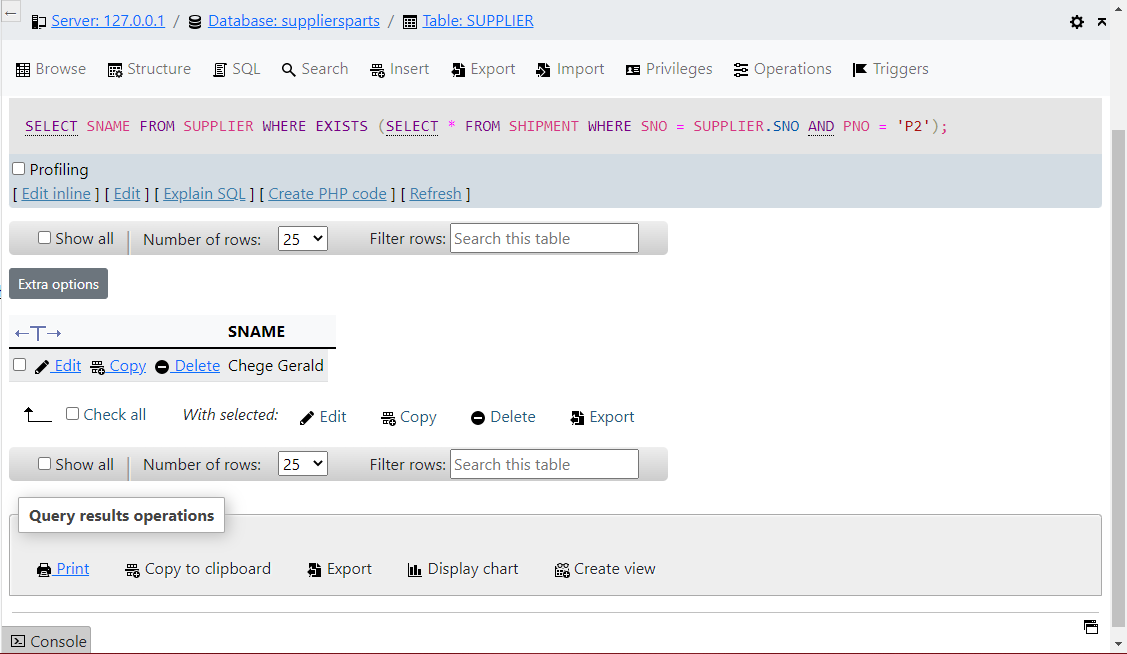 Server: 127.0.0.1 / Database: suppliersparts / Table: SUPPLIER
Browse Structure SQL Search Insert Export Import Privileges Operations Triggers
SELECT SNAME FROM SUPPLIER WHERE EXISTS (SELECT * FROM SHIPMENT WHERE SNO = SUPPLIER.SNO AND PNO = 'P2');
Profiling
[ Edit inline ] [ Edit ] [ Explain SQL ] [ Create PHP code ] [ Refresh ]
Show all Number of rows: 25 Filter rows: Search this table
Extra options
←T→ SNAME
Edit Copy Delete Chege Gerald
Check all With selected: Edit Copy Delete Export
Show all Number of rows: 25 Filter rows: Search this table
Query results operations
Print Copy to clipboard Export Display chart Create view
Console